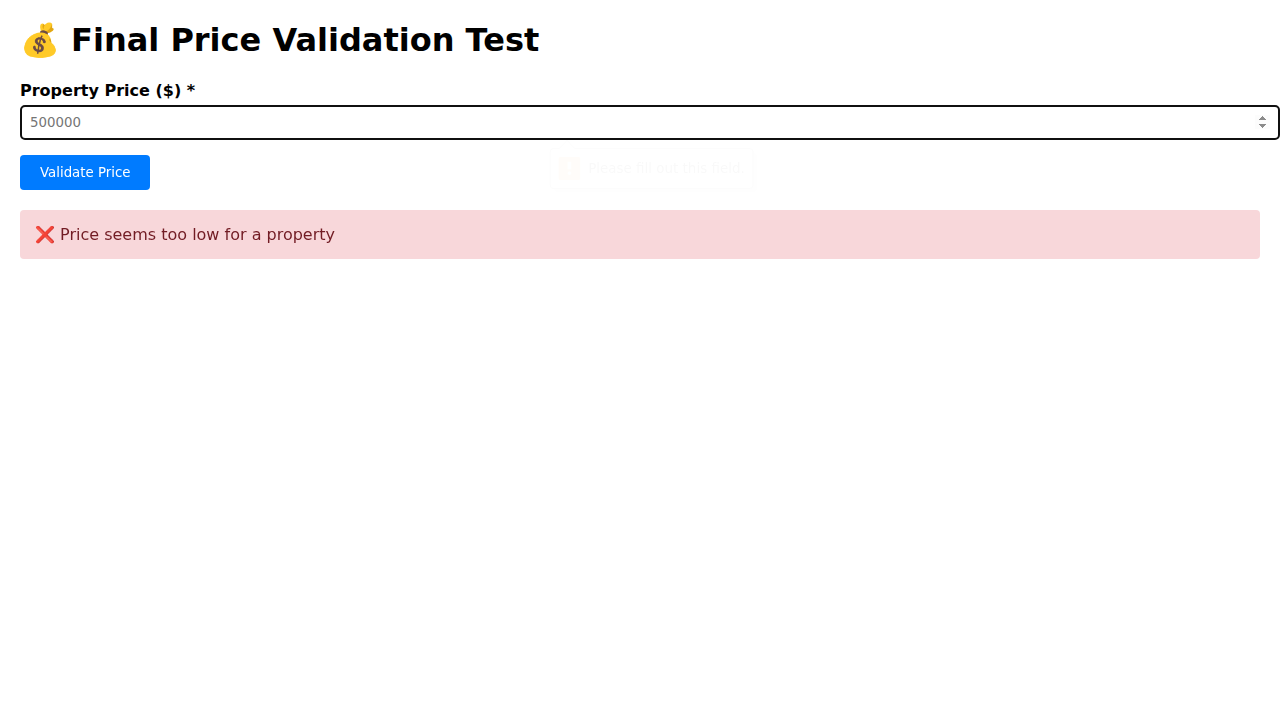 💰 Final Price Validation Test
Property Price ($) *
500000
Validate Price
Please fill out this field.
❌ Price seems too low for a property